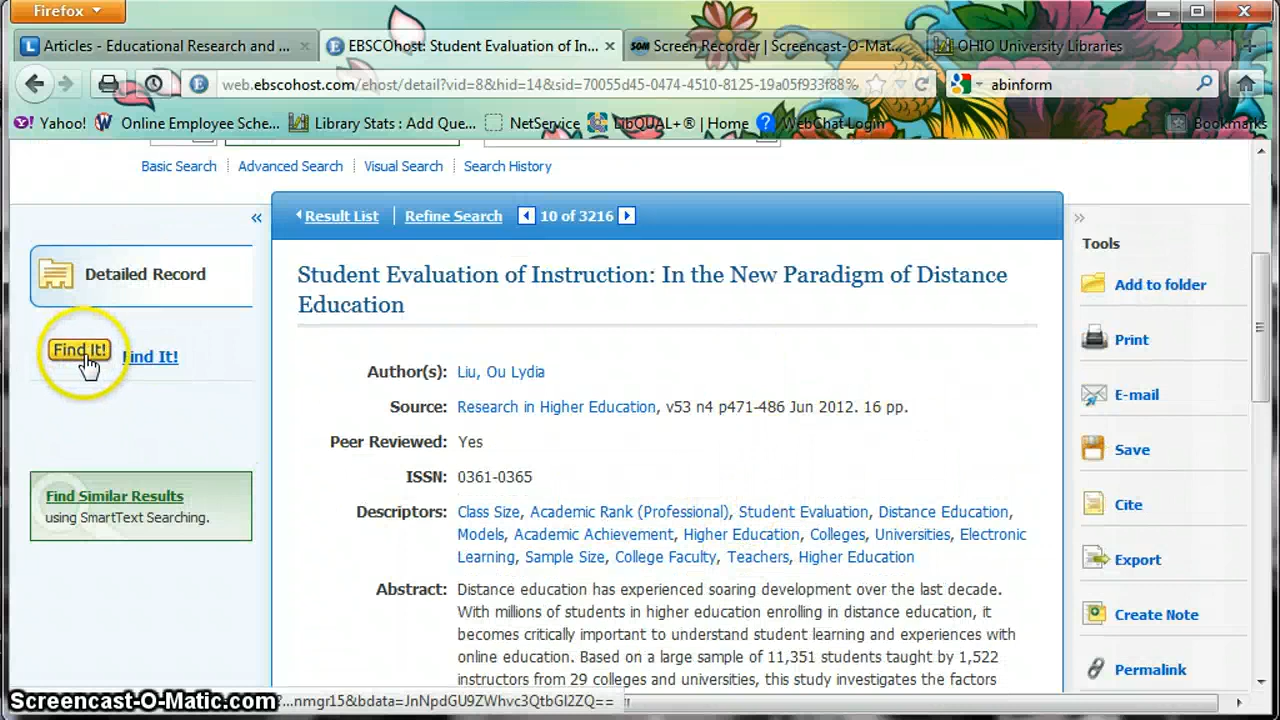 Firefox
Articles - Educational Research and ...
EBSCOhost: Student Evaluation of In...
Screen Recorder | Screencast-O-Mat...
OHIO University Libraries
web.ebscohost.com/ehost/detail?vid=8&hid=14&sid=70055d45-0474-4510-8125-19a05f933f88%
abinform
Yahoo!
Online Employee Sche...
Library Stats : Add Que...
NetService
LibQUAL+® | Home
WebChat-Login
Bookmarks
Basic Search
Advanced Search
Visual Search
Search History
«
Result List
Refine Search
10 of 3216
»
Detailed Record
Find It!
Find It!
Find Similar Results
using SmartText Searching.
Student Evaluation of Instruction: In the New Paradigm of Distance
Education
Author(s): Liu, Ou Lydia
Source: Research in Higher Education, v53 n4 p471-486 Jun 2012. 16 pp.
Peer Reviewed: Yes
ISSN: 0361-0365
Descriptors: Class Size, Academic Rank (Professional), Student Evaluation, Distance Education,
Models, Academic Achievement, Higher Education, Colleges, Universities, Electronic
Learning, Sample Size, College Faculty, Teachers, Higher Education
Abstract: Distance education has experienced soaring development over the last decade.
With millions of students in higher education enrolling in distance education, it
becomes critically important to understand student learning and experiences with
online education. Based on a large sample of 11,351 students taught by 1,522
instructors from 29 colleges and universities, this study investigates the factors
Tools
Add to folder
Print
E-mail
Save
Cite
Export
Create Note
Permalink
?...nmgr15&bdata=JnNpdGU9ZWhvc3QtbGl2ZQ==
Screencast-O-Matic.com